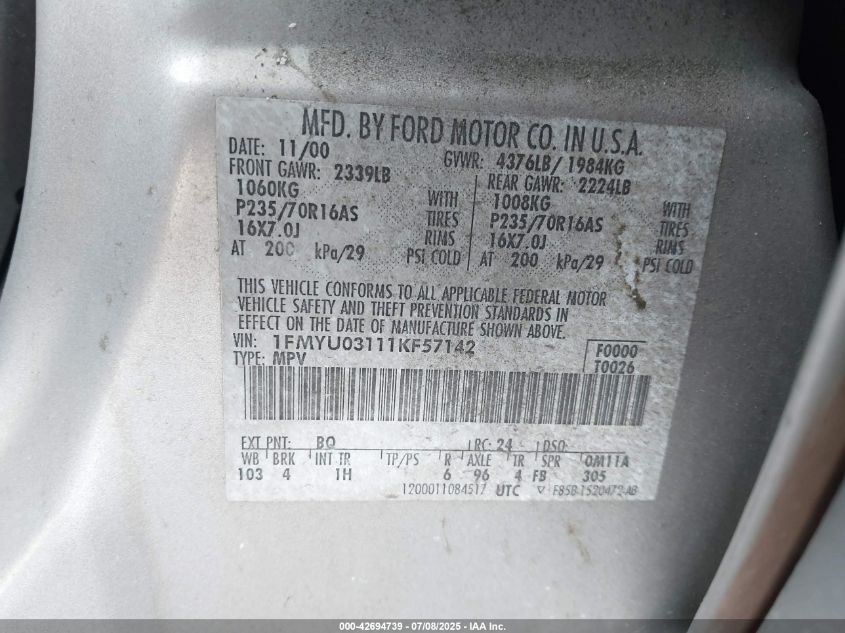 MFD. BY FORD MOTOR CO. IN U.S.A.
DATE: 11/00 GVWR: 4376LB/ 1984KG
FRONT GAWR: 2339LB REAR GAWR: 2224LB
1060KG WITH 1008KG WITH
P235/70R16AS TIRES P235/70R16AS TIRES
16X7.0J RIMS 16X7.0J RIMS
AT 200 kPa/29 PSI COLD AT 200 kPa/29 PSI COLD
THIS VEHICLE CONFORMS TO ALL APPLICABLE FEDERAL MOTOR
VEHICLE SAFETY AND THEFT PREVENTION STANDARDS IN
EFFECT ON THE DATE OF MANUFACTURE SHOWN ABOVE.
VIN: 1FMYU03111KF57142 F0000
TYPE: MPV T0026
EXT PNT: BQ RC: 24 DSO:
WB BRK INT TR TP/PS R AXLE TR SPR OM11A
103 4 1H 6 96 4 FB 305
1200011084517 UTC F85B-1520472-AB
000-42694739 - 07/08/2025 - IAA Inc.